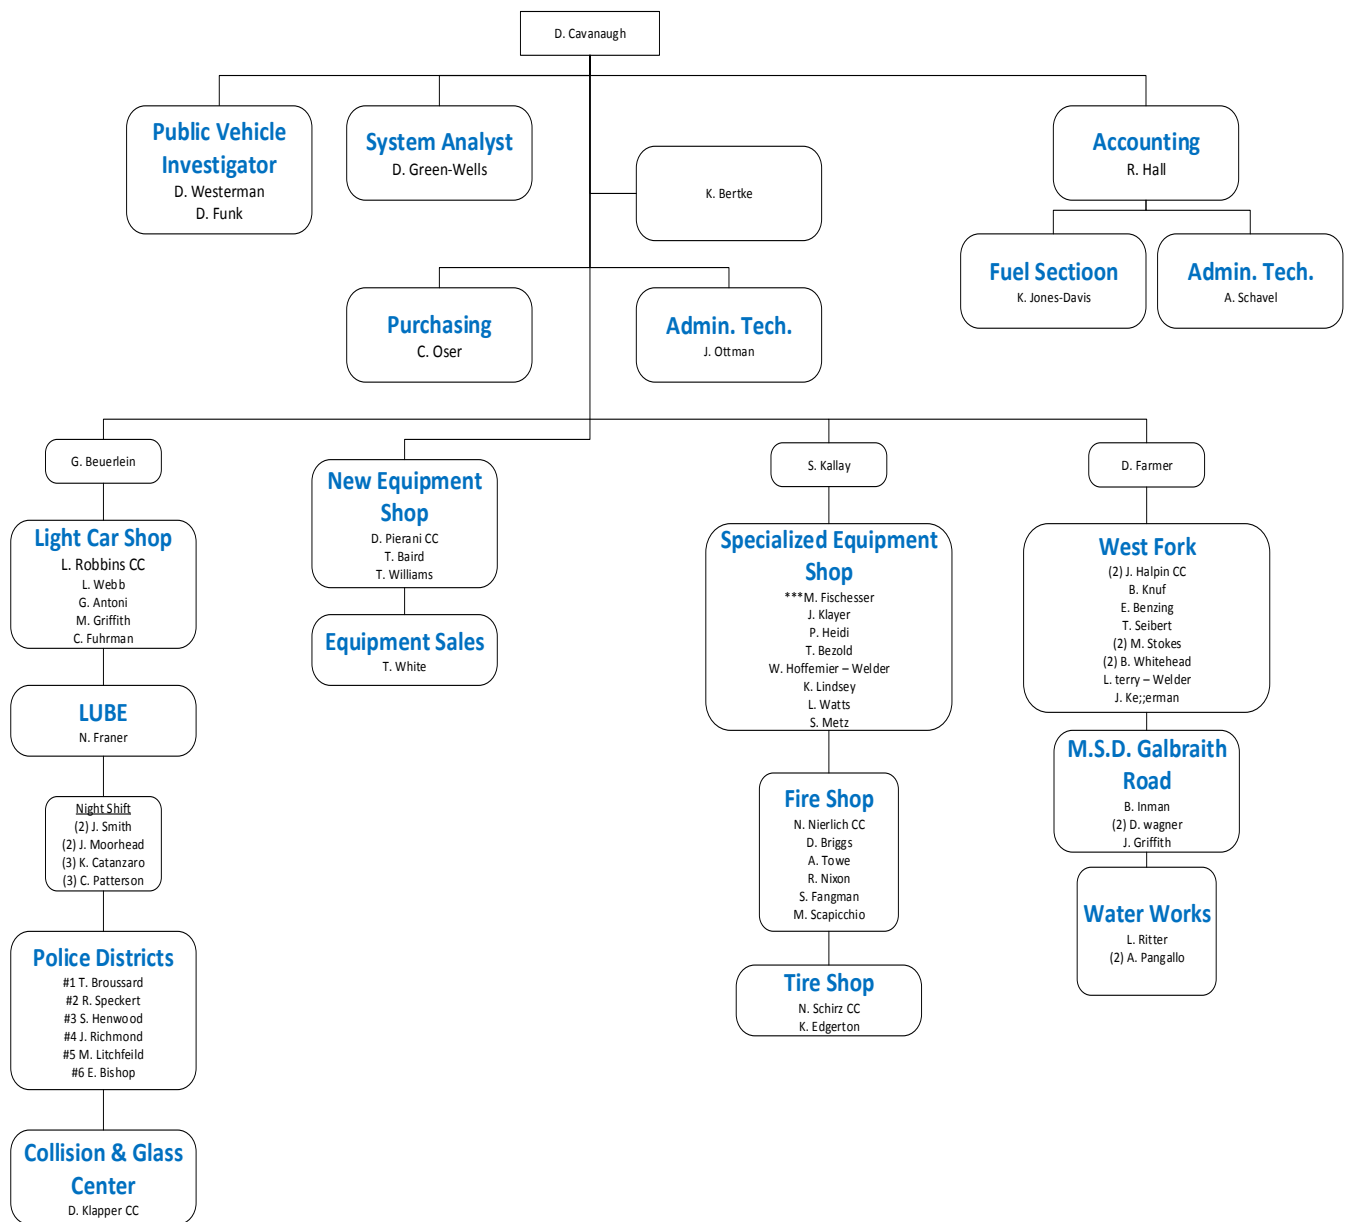 D. Cavanaugh
Public Vehicle
Investigator
D. Westerman
D. Funk
System Analyst
D. Green-Wells
K. Bertke
Accounting
R. Hall
Fuel Sectioon
K. Jones-Davis
Admin. Tech.
A. Schavel
Purchasing
C. Oser
Admin. Tech.
J. Ottman
G. Beuerlein
Light Car Shop
L. Robbins CC
L. Webb
G. Antoni
M. Griffith
C. Fuhrman
LUBE
N. Franer
Night Shift
(2) J. Smith
(2) J. Moorhead
(3) K. Catanzaro
(3) C. Patterson
Police Districts
#1 T. Broussard
#2 R. Speckert
#3 S. Henwood
#4 J. Richmond
#5 M. Litchfeild
#6 E. Bishop
Collision & Glass
Center
D. Klapper CC
New Equipment
Shop
D. Pierani CC
T. Baird
T. Williams
Equipment Sales
T. White
S. Kallay
Specialized Equipment
Shop
***M. Fischesser
J. Klayer
P. Heidi
T. Bezold
W. Hoffemier – Welder
K. Lindsey
L. Watts
S. Metz
Fire Shop
N. Nierlich CC
D. Briggs
A. Towe
R. Nixon
S. Fangman
M. Scapicchio
Tire Shop
N. Schirz CC
K. Edgerton
D. Farmer
West Fork
(2) J. Halpin CC
B. Knuf
E. Benzing
T. Seibert
(2) M. Stokes
(2) B. Whitehead
L. terry – Welder
J. Ke;;erman
M.S.D. Galbraith
Road
B. Inman
(2) D. wagner
J. Griffith
Water Works
L. Ritter
(2) A. Pangallo